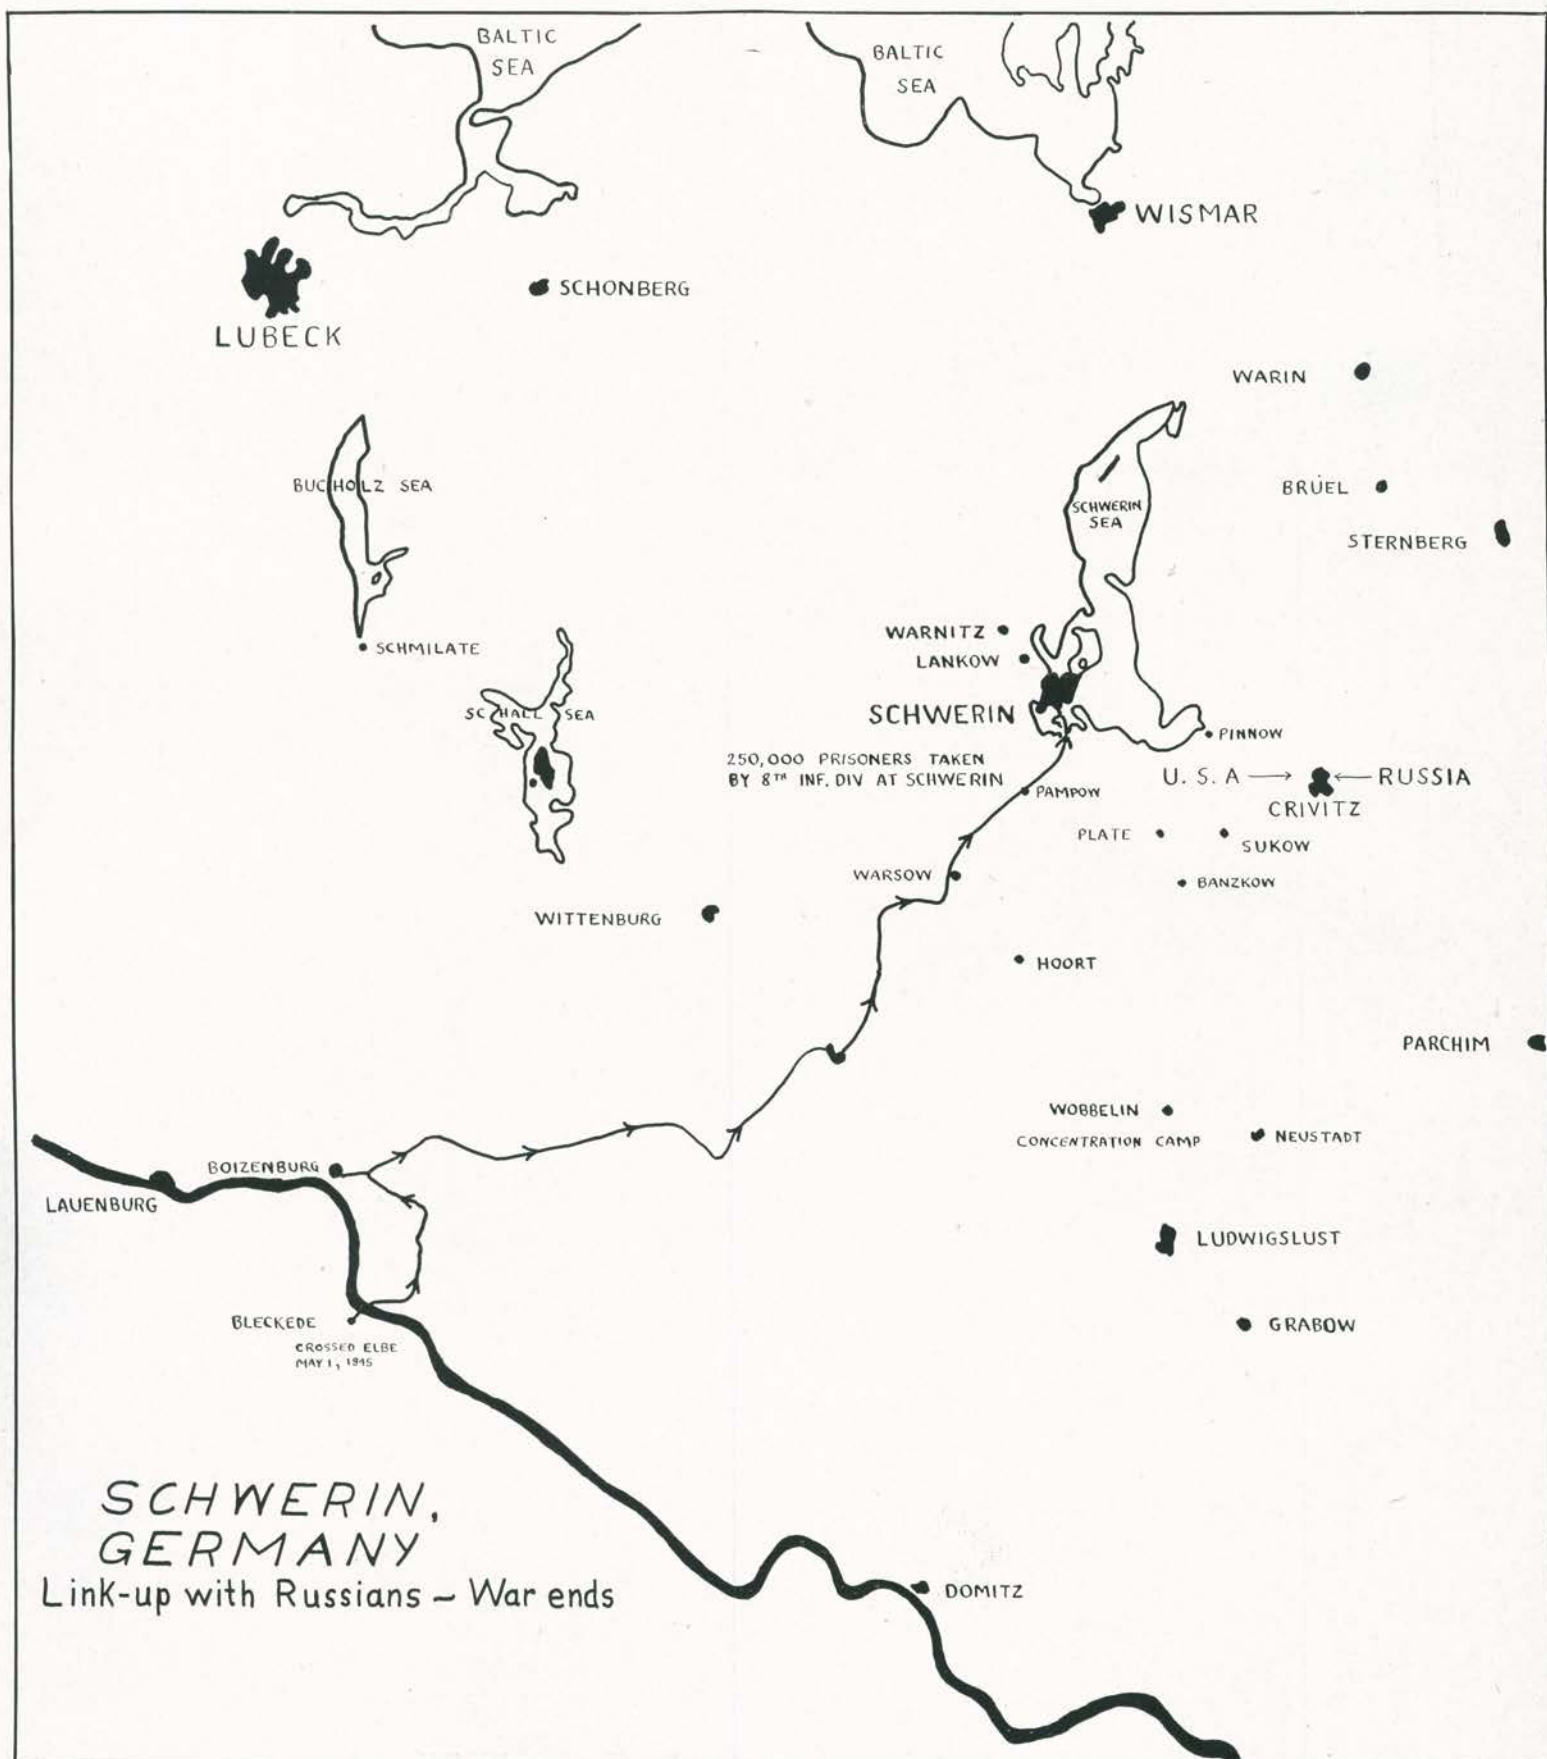 BALTIC
SEA
BALTIC
SEA
WISMAR
SCHONBERG
LUBECK
WARIN
BUCHOLZ SEA
BRÜEL
SCHWERIN
SEA
STERNBERG
WARNITZ
SCHMILATE
LANKOW
SCHALL SEA
SCHWERIN
PINNOW
250,000 PRISONERS TAKEN
BY 8TH INF. DIV AT SCHWERIN
U. S. A → ← RUSSIA
PAMPOW
CRIVITZ
PLATE
SUKOW
WARSOW
BANZKOW
WITTENBURG
HOORT
PARCHIM
WOBBELIN
CONCENTRATION CAMP
NEUSTADT
BOIZENBURG
LAUENBURG
LUDWIGSLUST
BLECKEDE
GRABOW
CROSSED ELBE
MAY 1, 1945
SCHWERIN,
GERMANY
Link-up with Russians ~ War ends
DOMITZ